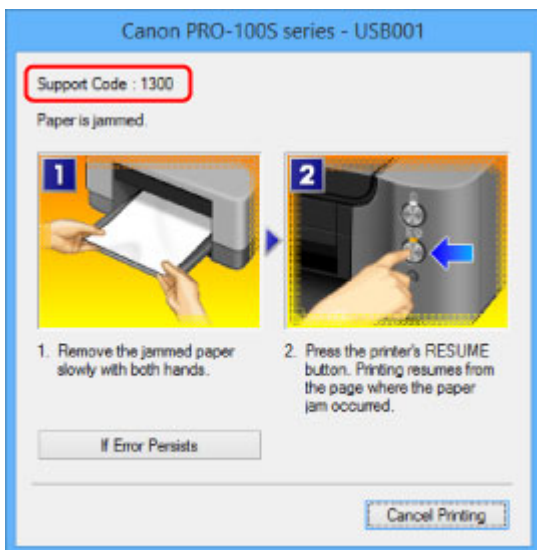 Canon PRO-100S series - USB001
Support Code : 1300
Paper is jammed.
1
2
1. Remove the jammed paper
slowly with both hands.
2. Press the printer's RESUME
button. Printing resumes from
the page where the paper
jam occurred.
If Error Persists
Cancel Printing